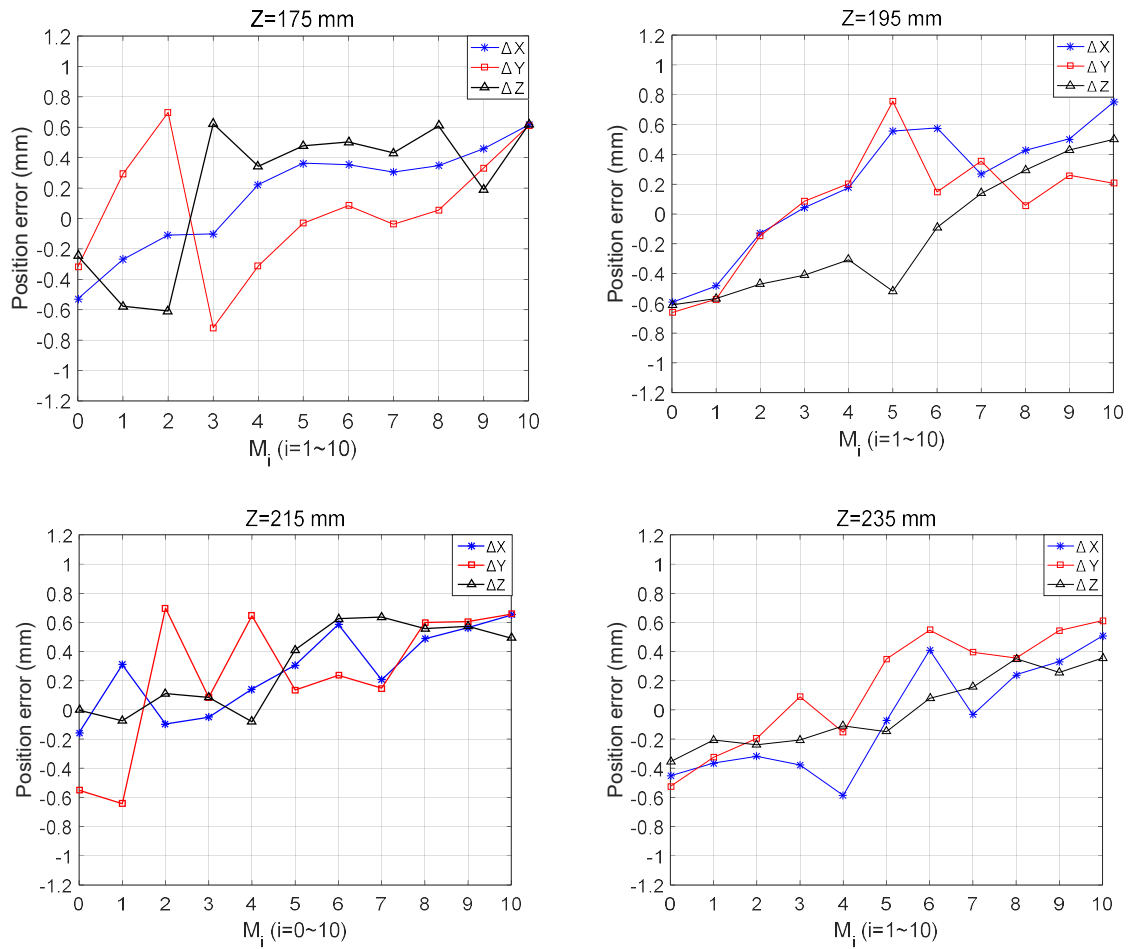 Z=175 mm
1.2
1
0.8
0.6
0.4
0.2
0
-0.2
-0.4
-0.6
-0.8
-1
-1.2
Position error (mm)
ΔX
ΔY
ΔZ
0 1 2 3 4 5 6 7 8 9 10
M_i (i=1~10)
Z=195 mm
1.2
1
0.8
0.6
0.4
0.2
0
-0.2
-0.4
-0.6
-0.8
-1
-1.2
Position error (mm)
ΔX
ΔY
ΔZ
0 1 2 3 4 5 6 7 8 9 10
M_i (i=1~10)
Z=215 mm
1.2
1
0.8
0.6
0.4
0.2
0
-0.2
-0.4
-0.6
-0.8
-1
-1.2
Position error (mm)
ΔX
ΔY
ΔZ
0 1 2 3 4 5 6 7 8 9 10
M_i (i=0~10)
Z=235 mm
1.2
1
0.8
0.6
0.4
0.2
0
-0.2
-0.4
-0.6
-0.8
-1
-1.2
Position error (mm)
ΔX
ΔY
ΔZ
0 1 2 3 4 5 6 7 8 9 10
M_i (i=1~10)